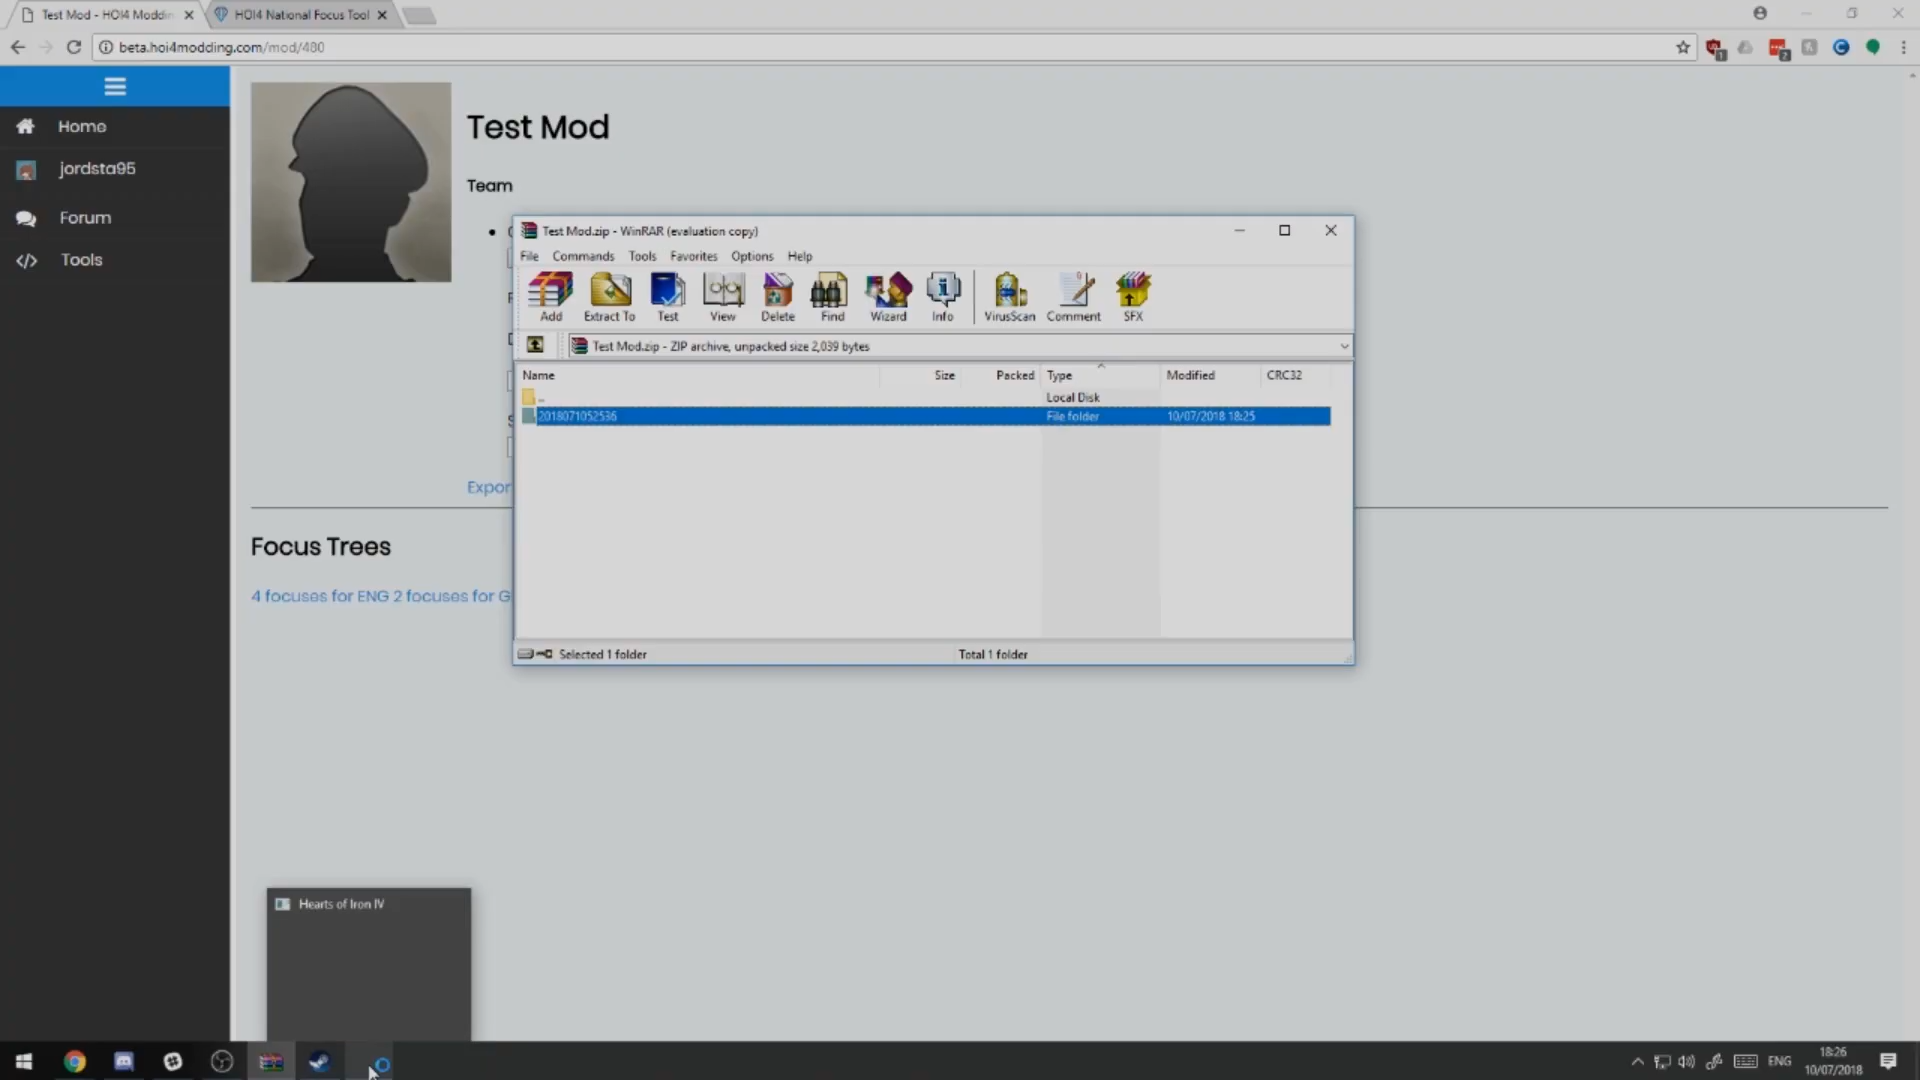 Test Mod - HOI4 Moddin
HOI4 National Focus Tool
beta.hoi4modding.com/mod/480
1
2
Home
jordsta95
Forum
Tools
Test Mod
Team
Test Mod.zip - WinRAR (evaluation copy)
File Commands Tools Favorites Options Help
Add Extract To Test View Delete Find Wizard Info VirusScan Comment SFX
Test Mod.zip - ZIP archive, unpacked size 2,039 bytes
Name Size Packed Type Modified CRC32
.. Local Disk
2018071052536 File folder 10/07/2018 18:25
Selected 1 folder Total 1 folder
Expor
Focus Trees
4 focuses for ENG 2 focuses for G
Hearts of Iron IV
ENG
18:26
10/07/2018